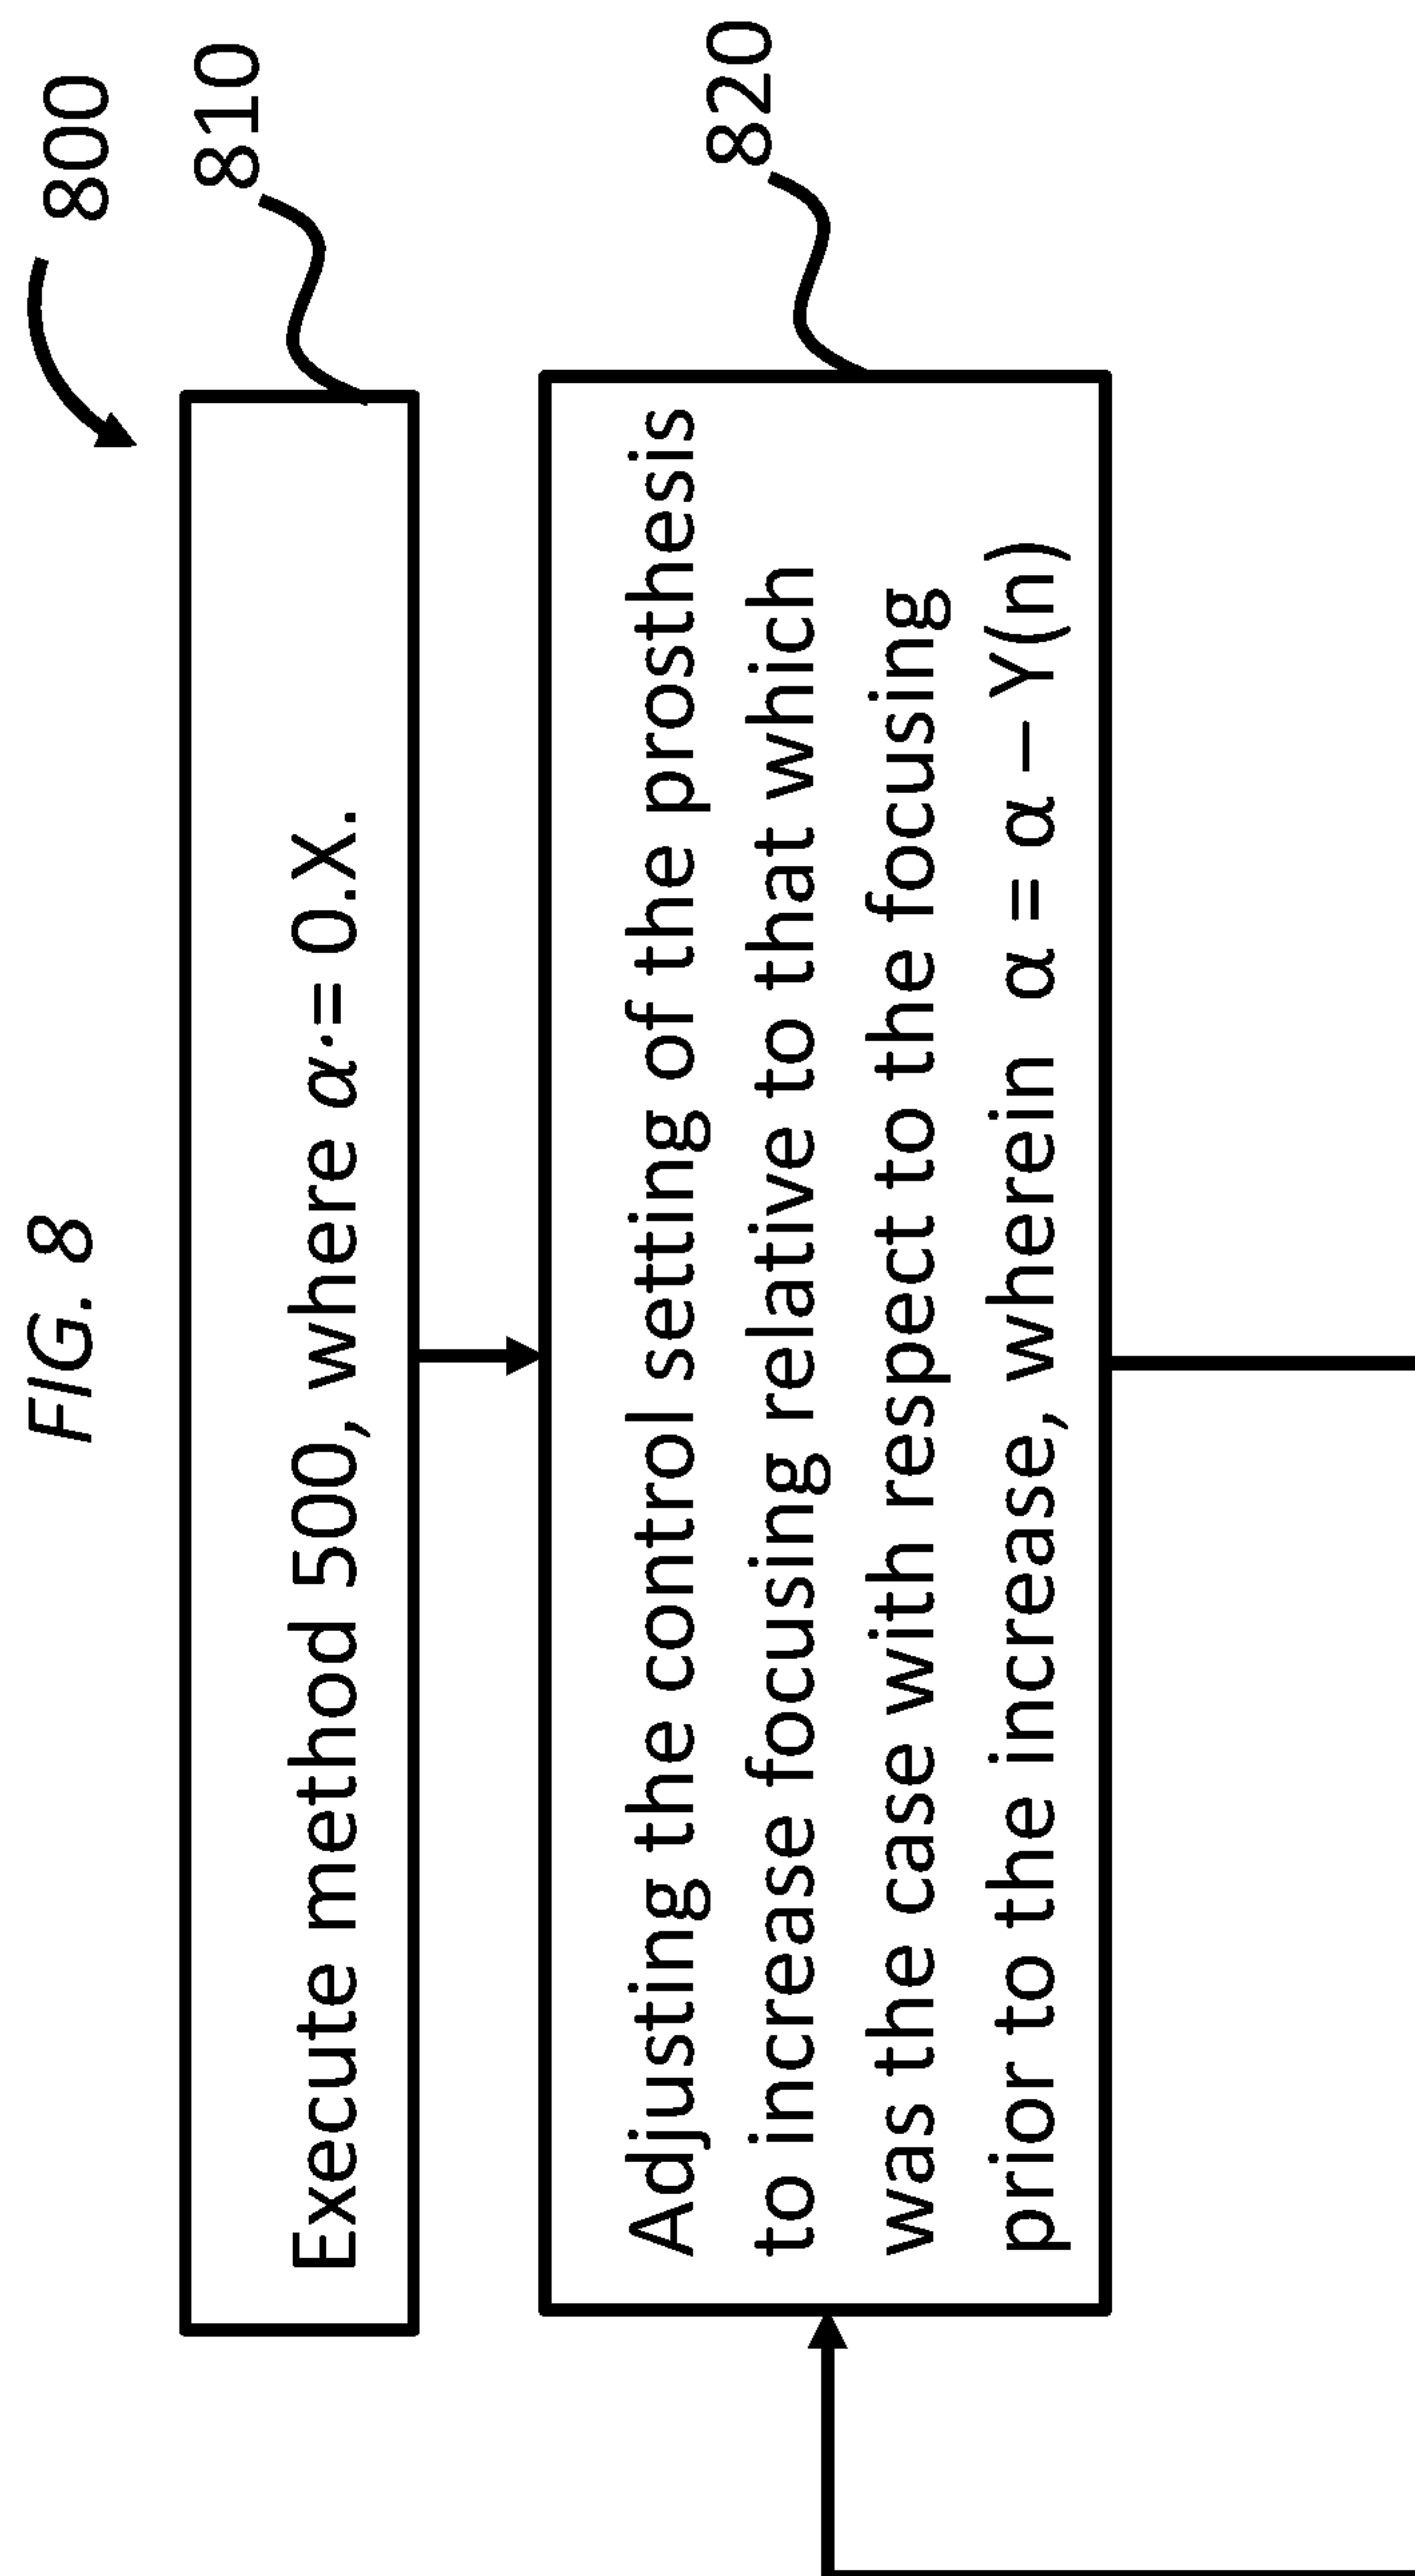 FIG. 8
800
810
Execute method 500, where α·= 0.X.
820
Adjusting the control setting of the prosthesis
to increase focusing relative to that which
was the case with respect to the focusing
prior to the increase, wherein α = α – Y(n)